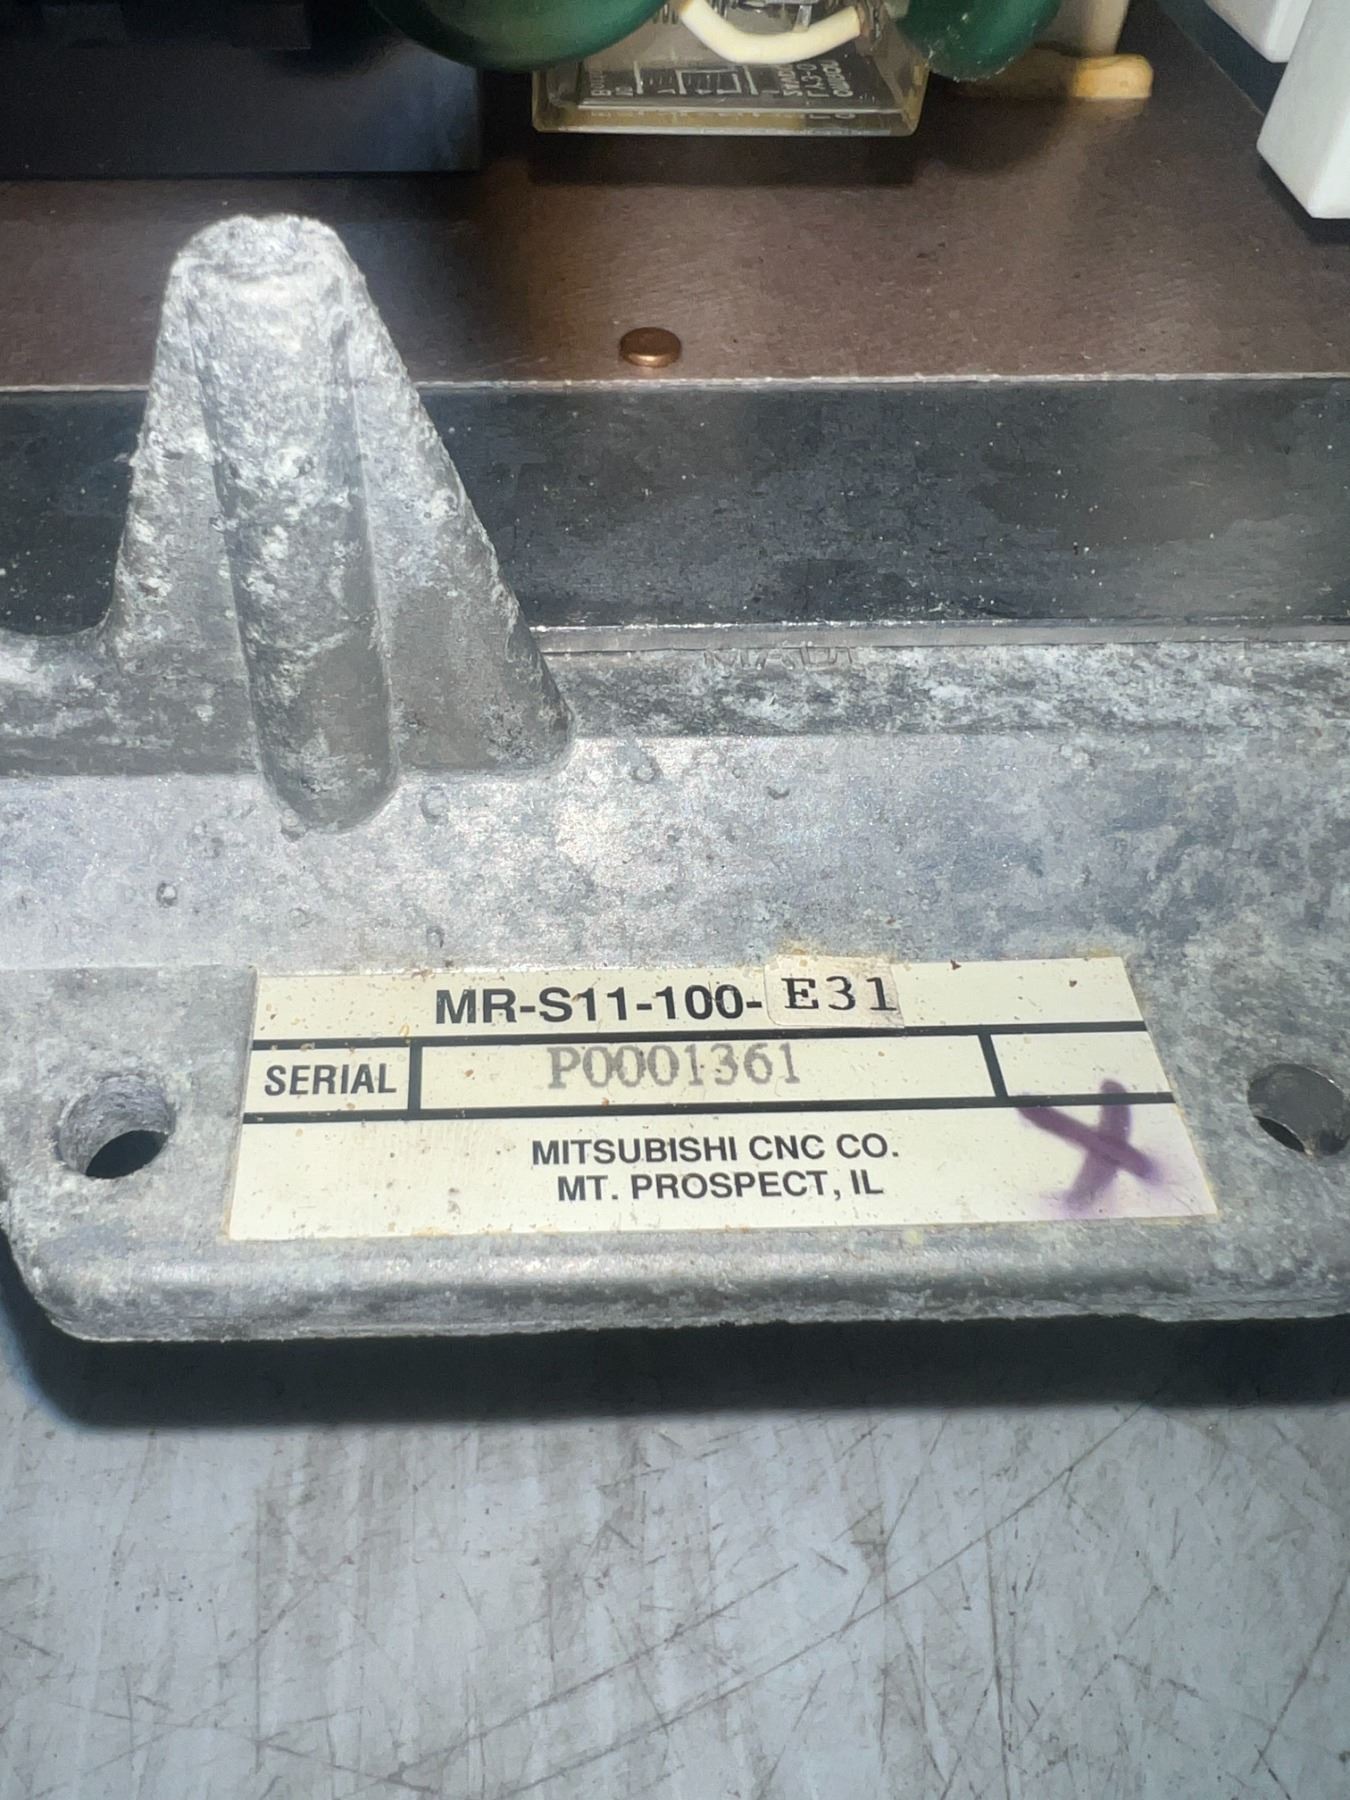 MR-S11-100-E31
SERIAL P0001361
MITSUBISHI CNC CO.
MT. PROSPECT, IL